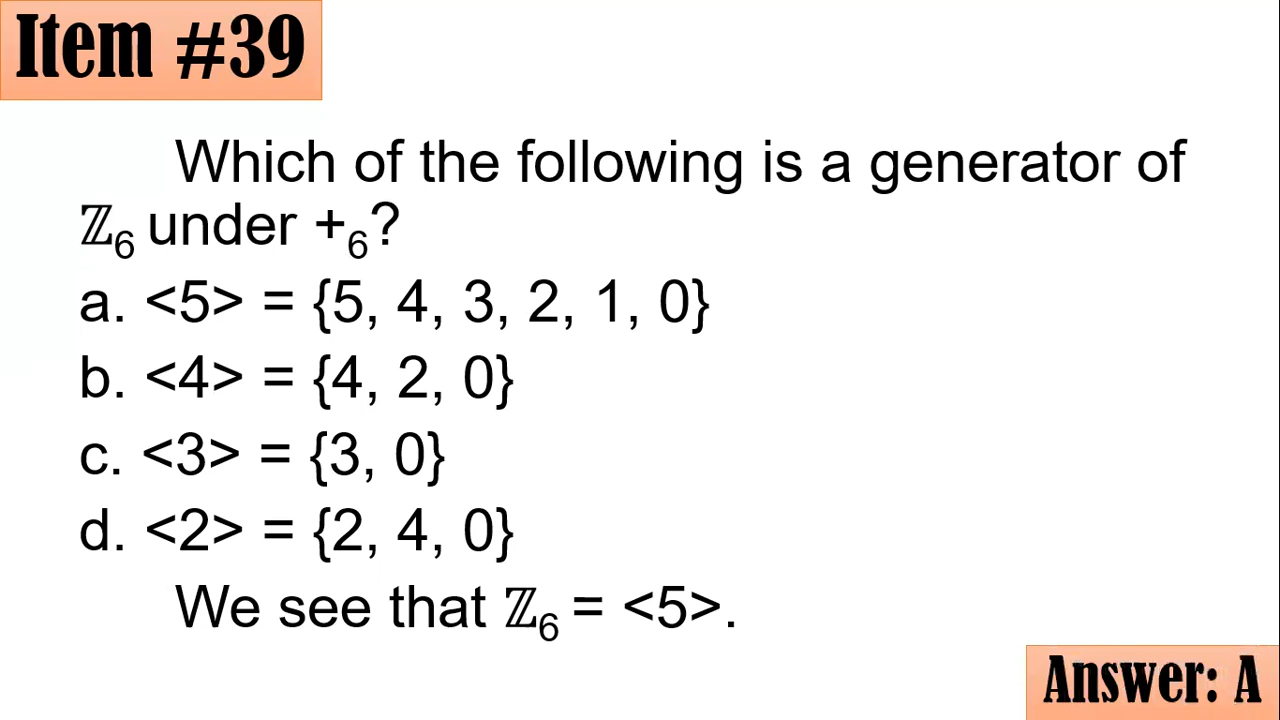 Item #39
Which of the following is a generator of
ℤ₆ under +₆?
a. <5> = {5, 4, 3, 2, 1, 0}
b. <4> = {4, 2, 0}
c. <3> = {3, 0}
d. <2> = {2, 4, 0}
We see that ℤ₆ = <5>.
Answer: A